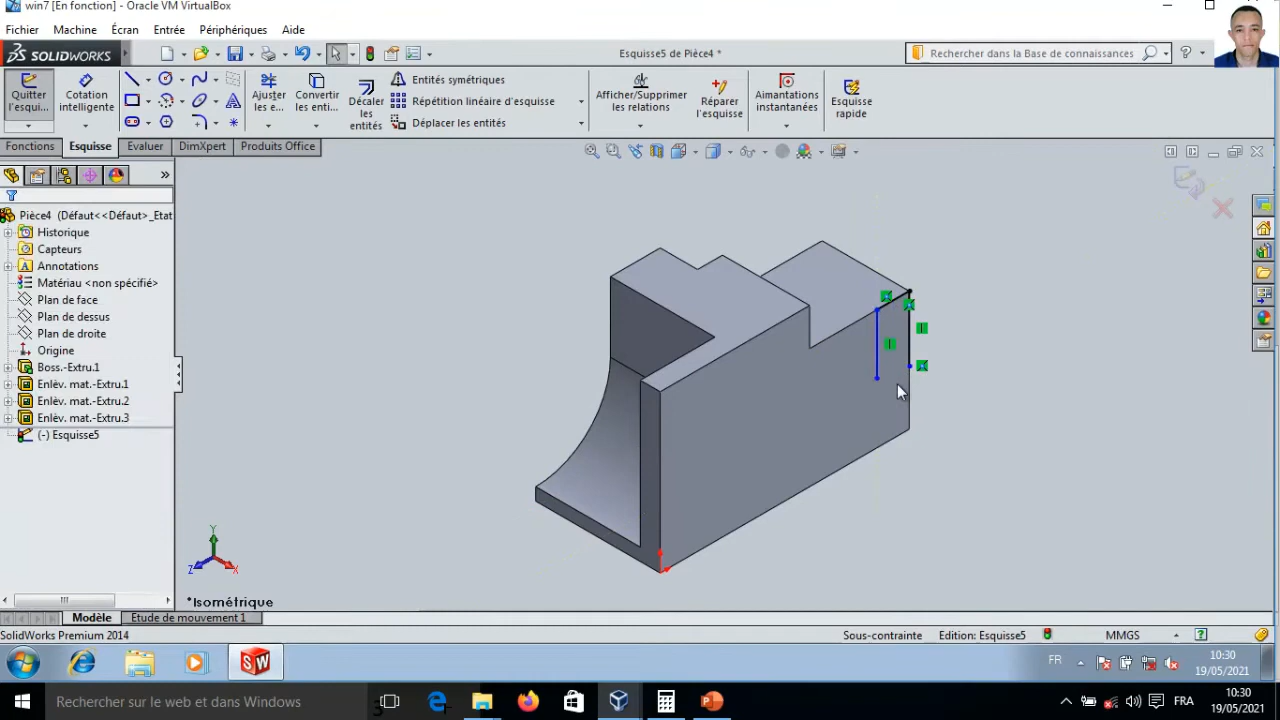 win7 [En fonction] - Oracle VM VirtualBox
Fichier Machine Écran Entrée Périphériques Aide
SOLIDWORKS
Esquisse5 de Pièce4 *
Rechercher dans la Base de connaissances
Quitter l'esqui...
Cotation intelligente
Ajuster les e...
Convertir les enti...
Décaler les entités
Entités symétriques
Répétition linéaire d'esquisse
Déplacer les entités
Afficher/Supprimer les relations
Réparer l'esquisse
Aimantations instantanées
Esquisse rapide
Fonctions Esquisse Evaluer DimXpert Produits Office
Pièce4 (Défaut<<Défaut>_Etat
Historique
Capteurs
Annotations
Matériau <non spécifié>
Plan de face
Plan de dessus
Plan de droite
Origine
Boss.-Extru.1
Enlèv. mat.-Extru.1
Enlèv. mat.-Extru.2
Enlèv. mat.-Extru.3
(-) Esquisse5
Y
Z
X
*Isométrique
Modèle Etude de mouvement 1
SolidWorks Premium 2014
Sous-contrainte Edition: Esquisse5 MMGS
FR
10:30
19/05/2021
Rechercher sur le web et dans Windows
FRA
10:30
19/05/2021